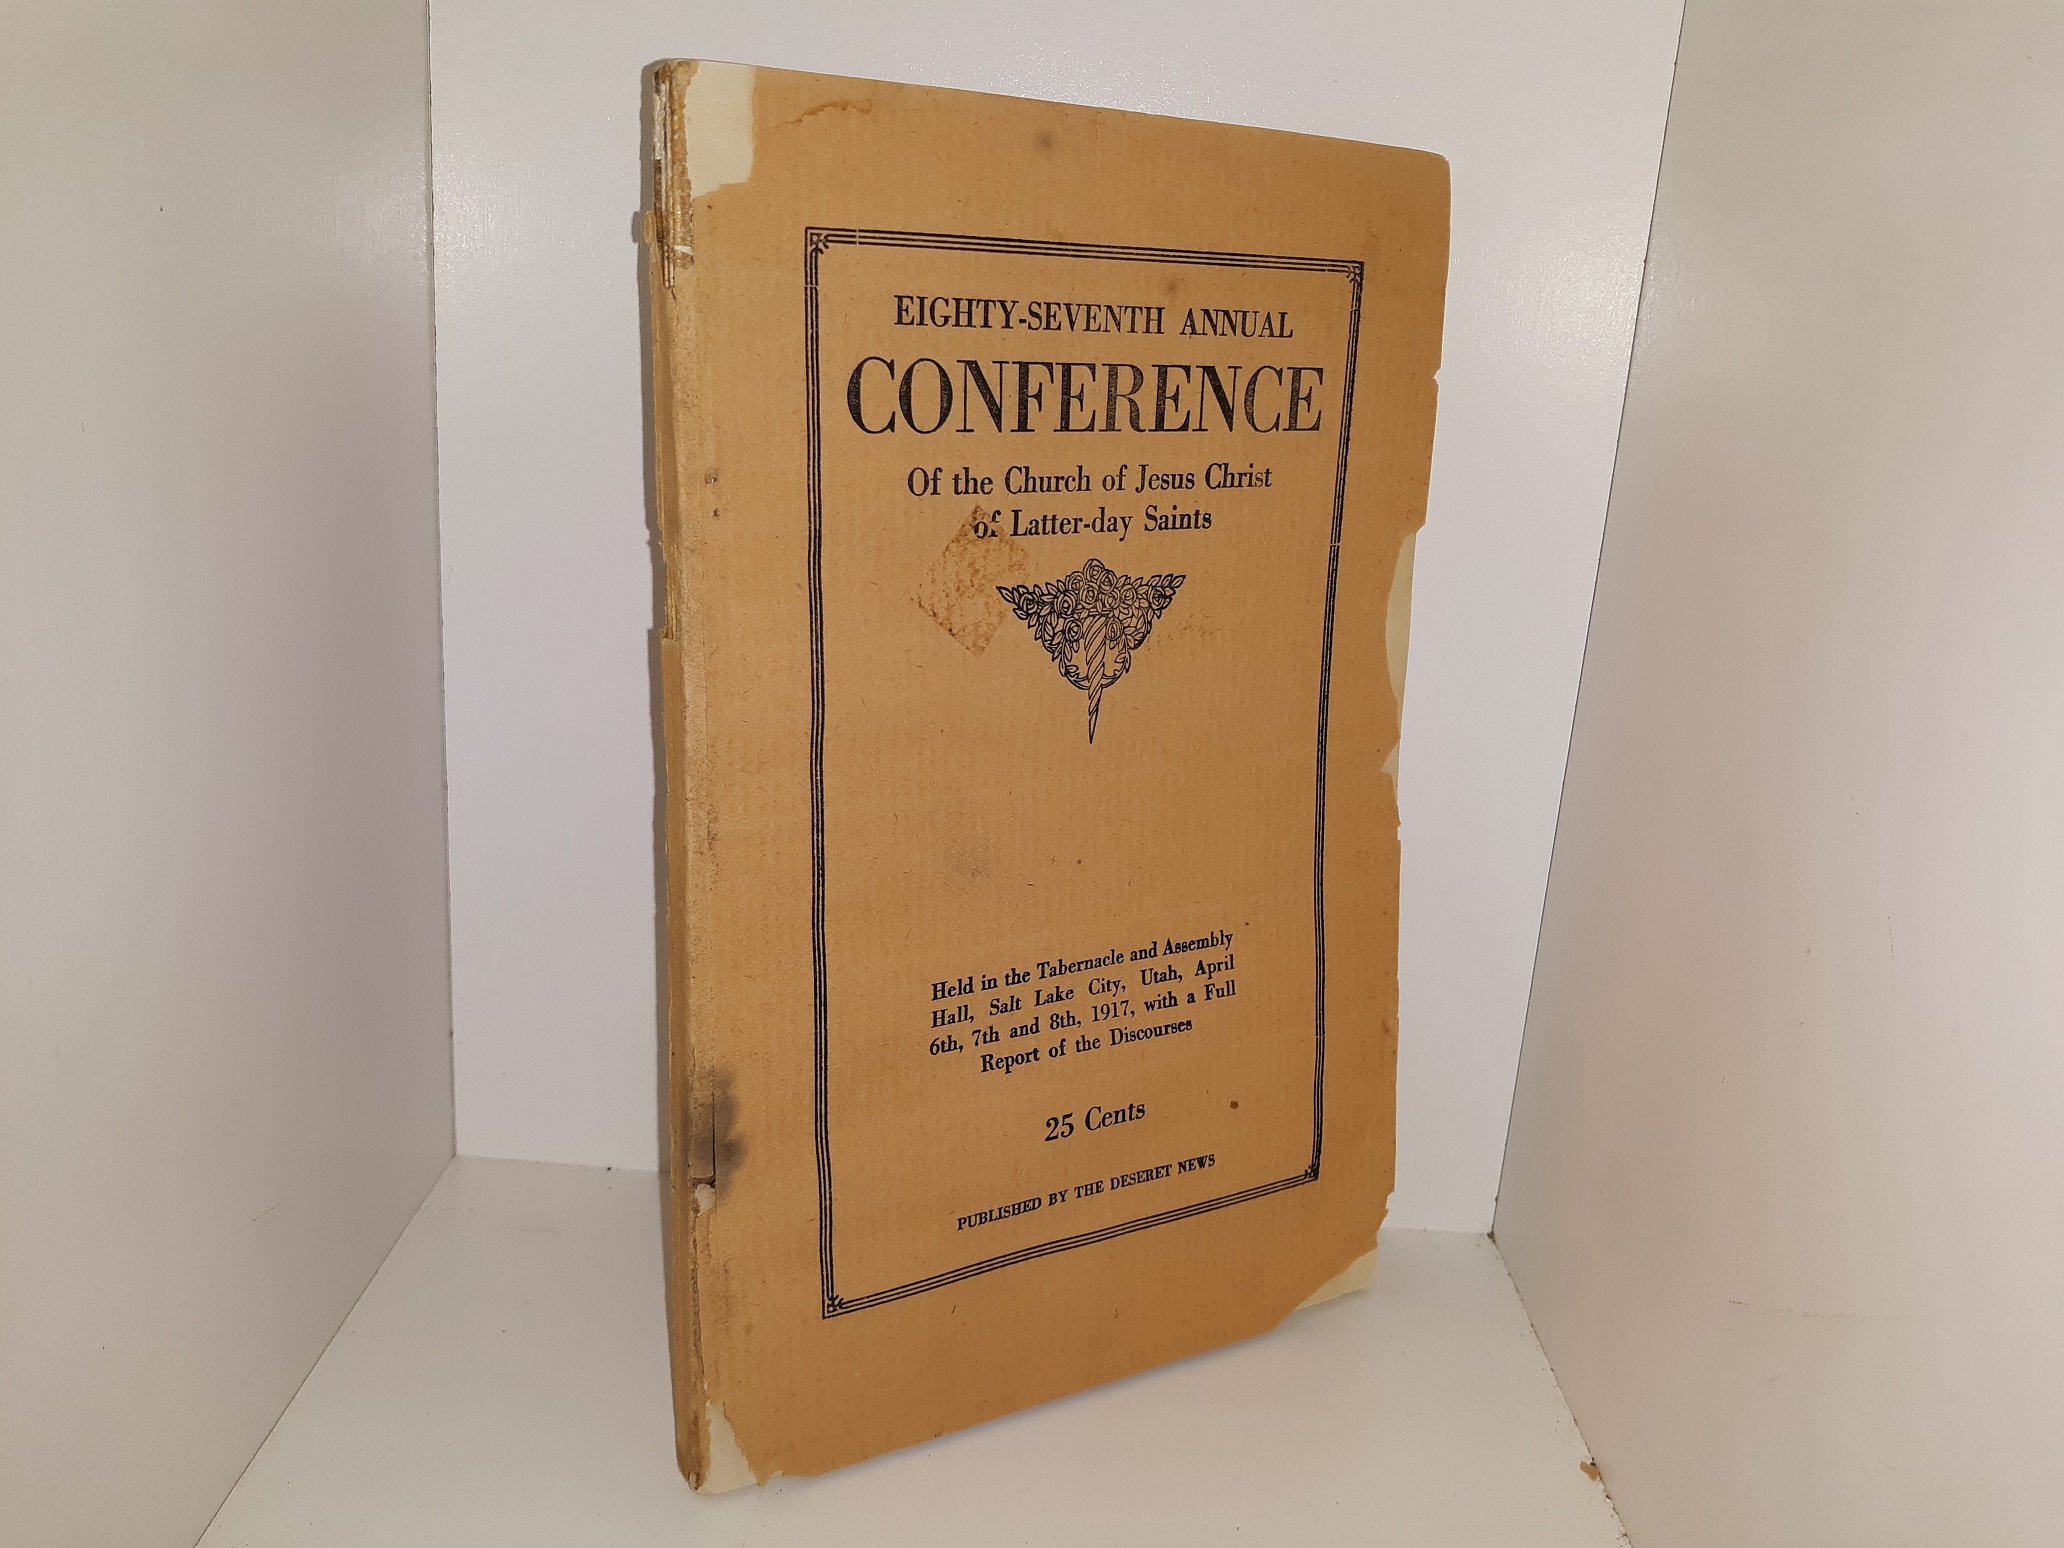 EIGHTY-SEVENTH ANNUAL
CONFERENCE
Of the Church of Jesus Christ
of Latter-day Saints
Held in the Tabernacle and Assembly
Hall, Salt Lake City, Utah, April
6th, 7th and 8th, 1917, with a Full
Report of the Discourses
25 Cents
PUBLISHED BY THE DESERET NEWS